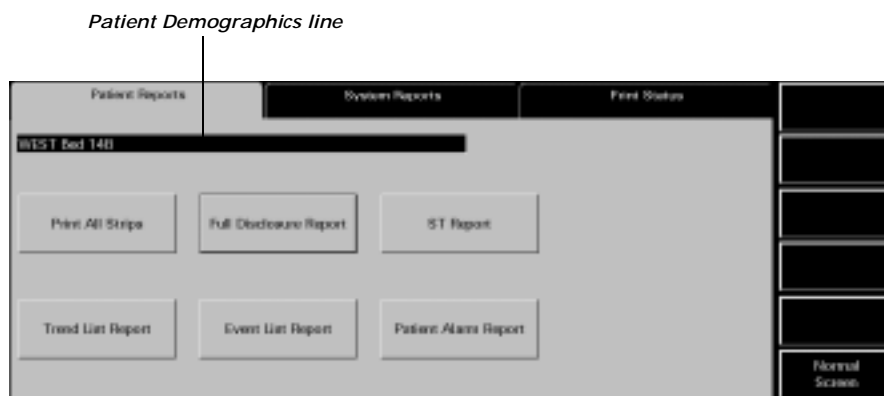 Patient Demographics line
Patient Reports
System Reports
Print Status
WEST Bed 14B
Print All Strips
Full Disclosure Report
ST Report
Trend List Report
Event List Report
Patient Alarm Report
Normal
Screen